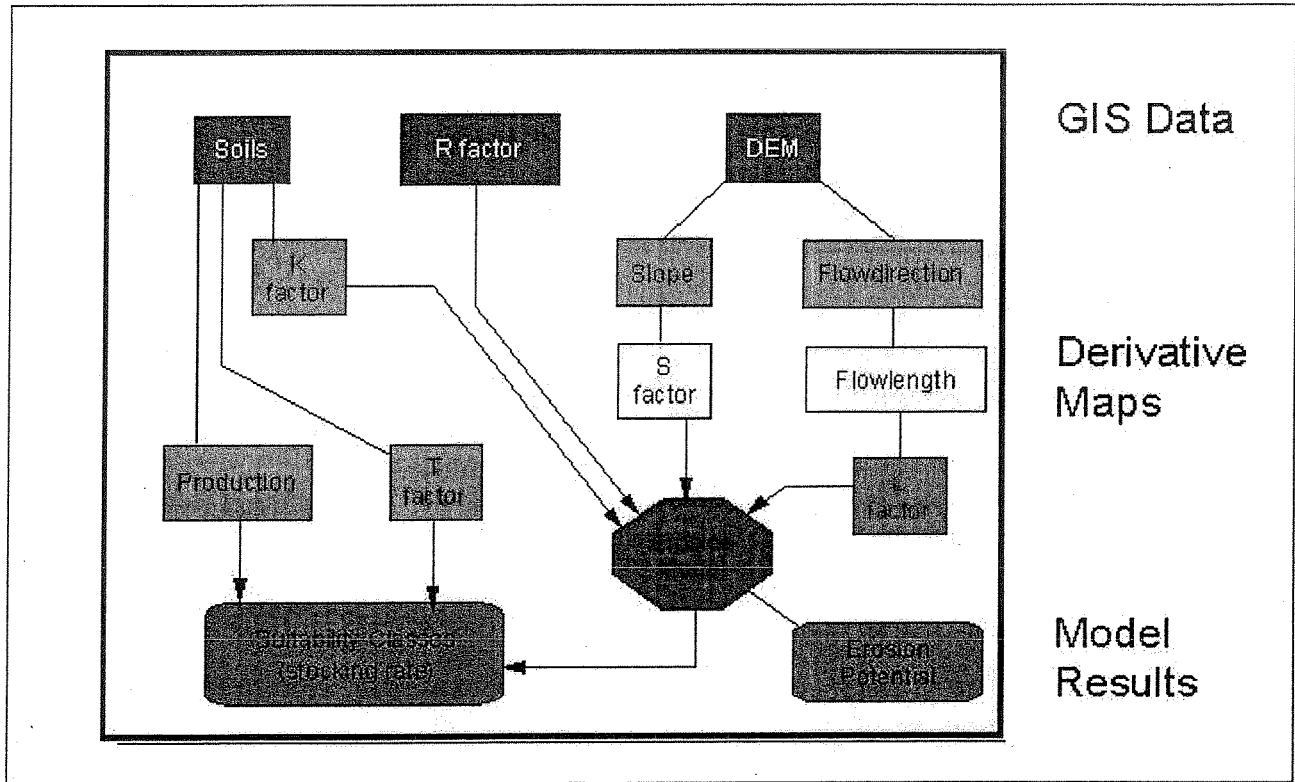 GIS Data
Soils
R factor
DEM
K
factor
Slope
Flowdirection
Derivative
Maps
S
factor
Flowlength
Production
T
factor
L
factor
Model
Results
Suitability Classes
(stocking rate)
Erosion
Potential